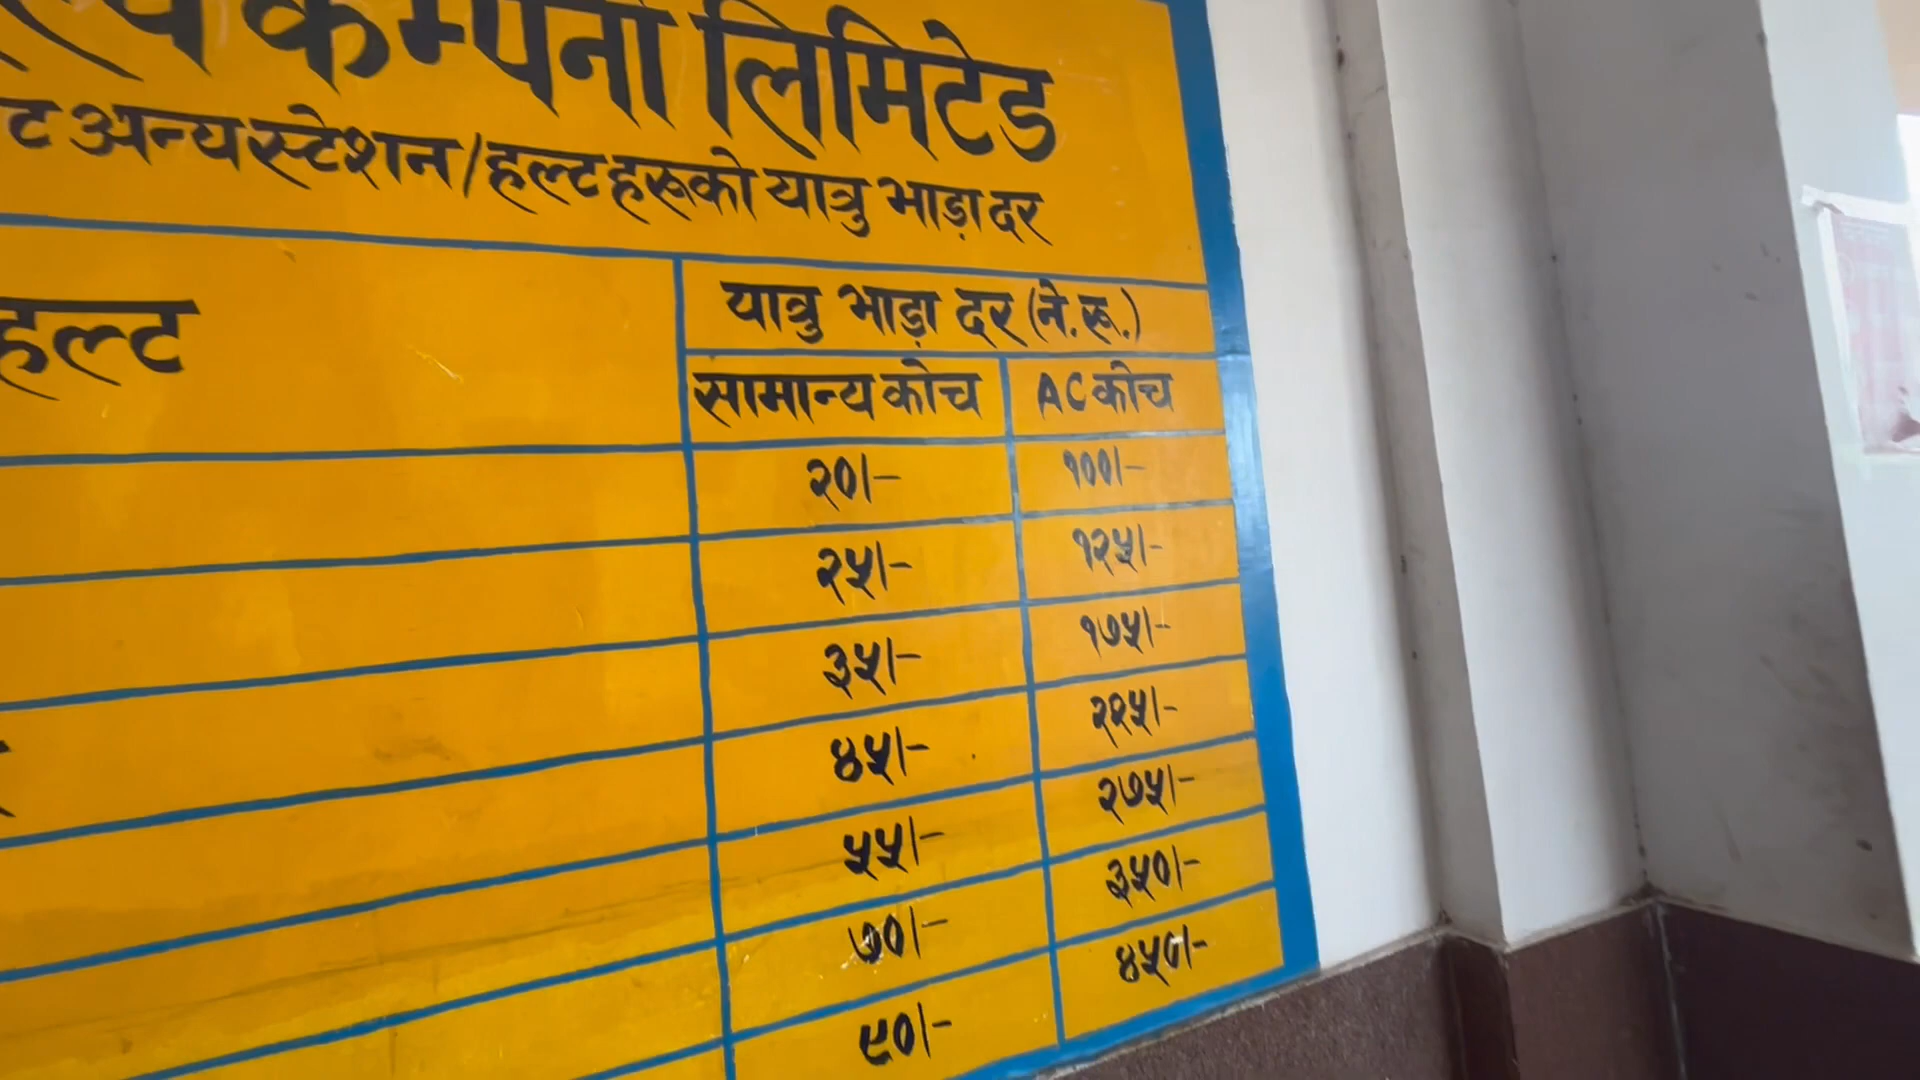 कम्पनी लिमिटेड
ट अन्य स्टेशन/हल्टहरूको यात्रु भाडा दर
हल्ट
यात्रु भाडा दर (ने.रू.)
सामान्य कोच AC कोच
२०/- १००/-
२५/- १२५/-
३५/- १७५/-
४५/- २२५/-
५५/- २७५/-
७०/- ३५०/-
९०/- ४५०/-